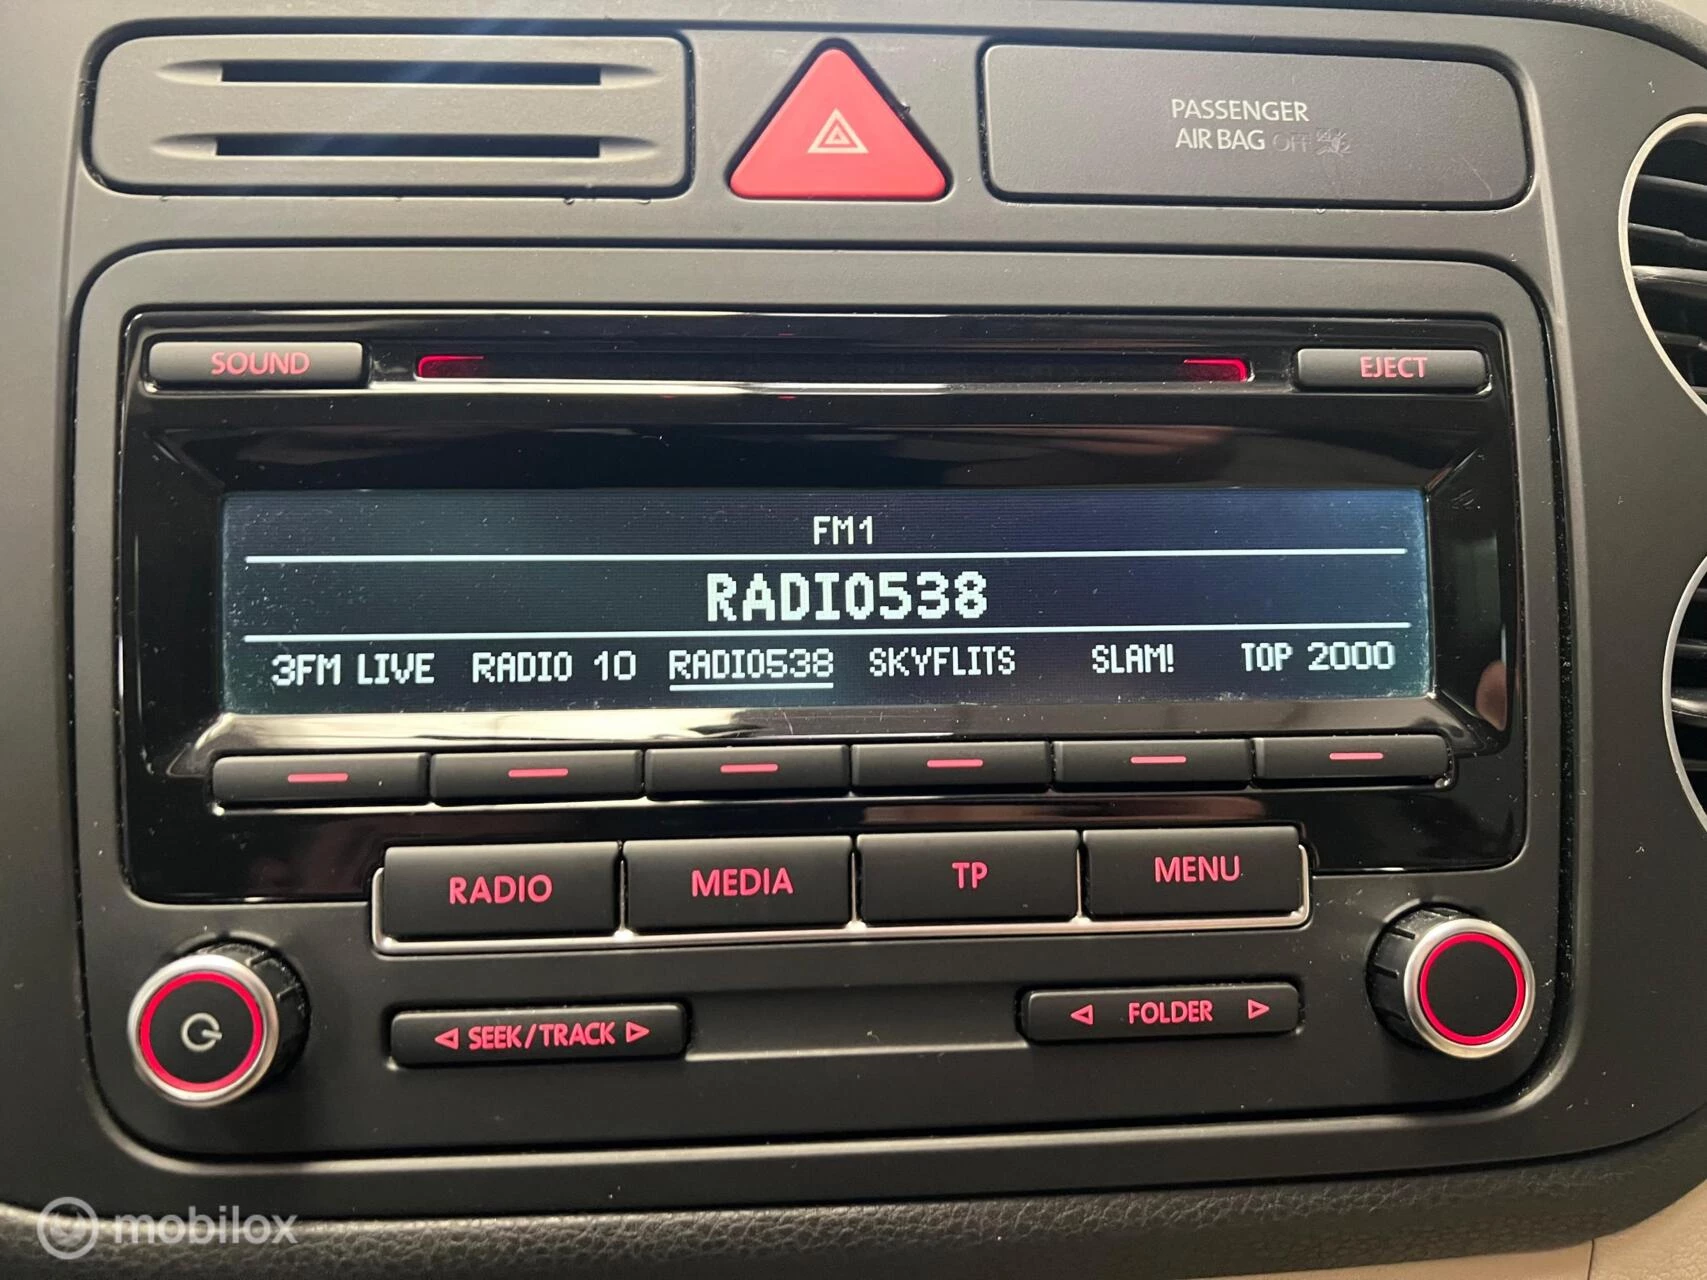 PASSENGER
AIR BAG OFF
SOUND
EJECT
FM1
RADIO538
3FM LIVE RADIO 10 RADIO538 SKYFLITS SLAM! TOP 2000
RADIO MEDIA TP MENU
SEEK/TRACK
FOLDER
mobilox